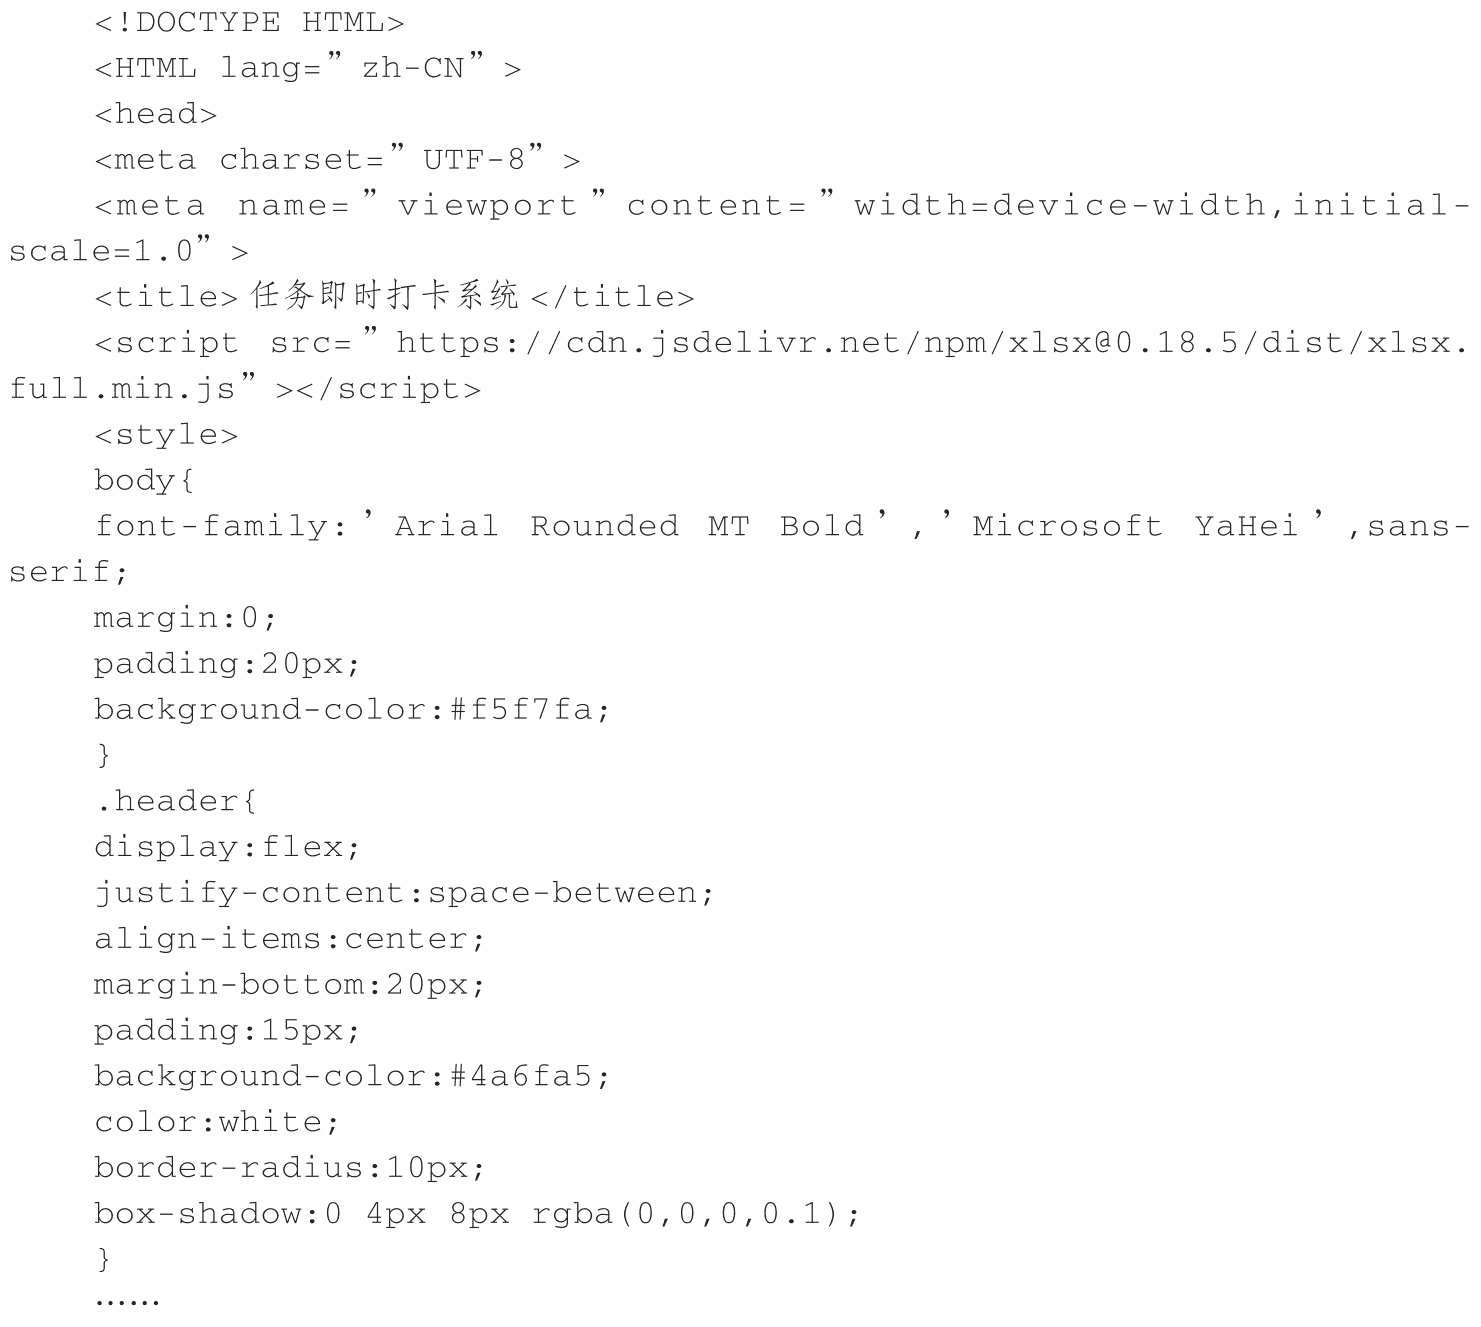 <!DOCTYPE HTML>
<HTML lang=”zh-CN”>
<head>
<meta charset=”UTF-8”>
<meta name=”viewport”content=”width=device-width,initial-
scale=1.0”>
<title>任务即时打卡系统</title>
<script src=”https://cdn.jsdelivr.net/npm/xlsx@0.18.5/dist/xlsx.
full.min.js”></script>
<style>
body{
font-family:’Arial Rounded MT Bold’,’Microsoft YaHei’,sans-
serif;
margin:0;
padding:20px;
background-color:#f5f7fa;
}
.header{
display:flex;
justify-content:space-between;
align-items:center;
margin-bottom:20px;
padding:15px;
background-color:#4a6fa5;
color:white;
border-radius:10px;
box-shadow:0 4px 8px rgba(0,0,0,0.1);
}
……